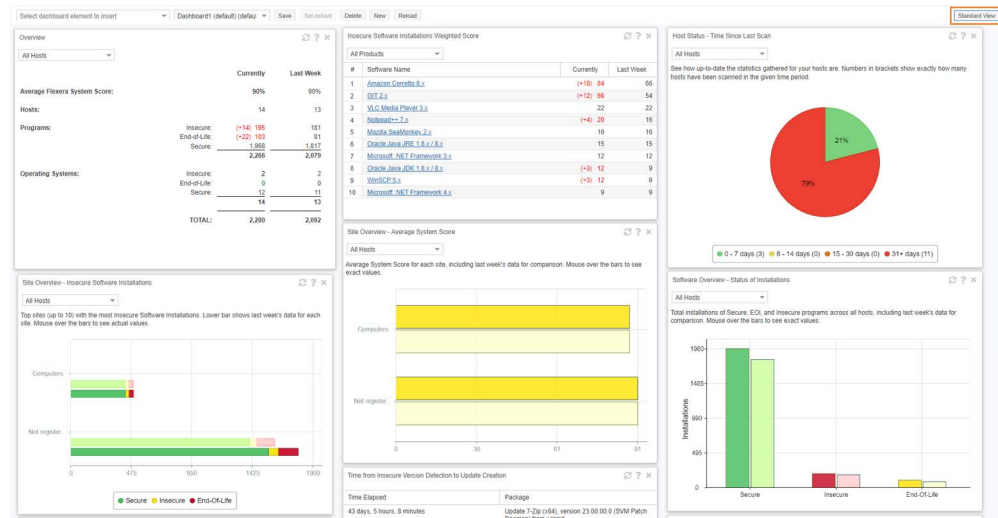 Select dashboard element to insert
Dashboard1 (default) (defaul
Save
Set default
Delete
New
Reload
Standard View
Overview
All Hosts
Currently Last Week
Average Flexera System Score: 90% 90%
Hosts: 14 13
Programs: Insecure: (+14) 195 181
End-of-Life: (+22) 103 81
Secure: 1,968 1,817
2,266 2,079
Operating Systems: Insecure: 2 2
End-of-Life: 0 0
Secure: 12 11
14 13
TOTAL: 2,280 2,092
Insecure Software Installations Weighted Score
All Products
# Software Name Currently Last Week
1 Amazon Corretto 8.x (+18) 84 66
2 GIT 2.x (+12) 66 54
3 VLC Media Player 3.x 22 22
4 Notepad++ 7.x (+4) 20 16
5 Mozilla SeaMonkey 2.x 16 16
6 Oracle Java JRE 1.8.x / 8.x 15 15
7 Microsoft .NET Framework 3.x 12 12
8 Oracle Java JDK 1.8.x / 8.x (+3) 12 9
9 WinSCP 5.x (+3) 12 9
10 Microsoft .NET Framework 4.x 9 9
Host Status - Time Since Last Scan
All Hosts
See how up-to-date the statistics gathered for your hosts are. Numbers in brackets show exactly how many
hosts have been scanned in the given time period.
21%
79%
0 - 7 days (3) 8 - 14 days (0) 15 - 30 days (0) 31+ days (11)
Site Overview - Insecure Software Installations
All Hosts
Top sites (up to 10) with the most Insecure Software Installations. Lower bar shows last week's data for each
site. Mouse over the bars to see actual values.
Computers
Not register
0 475 950 1425 1900
Secure Insecure End-Of-Life
Site Overview - Average System Score
All Hosts
Average System Score for each site, including last week's data for comparison. Mouse over the bars to see
exact values.
Computers
Not register
0 30 61 91
Time from Insecure Version Detection to Update Creation
Time Elapsed Package
43 days, 5 hours, 8 minutes Update 7-Zip (x64), version 23.00.00.0 (SVM Patch
Software Overview - Status of Installations
All Hosts
Total installations of Secure, EOl, and Insecure programs across all hosts, including last week's data for
comparison. Mouse over the bars to see exact values.
Installations
1980
1485
990
495
0
Secure Insecure End-Of-Life